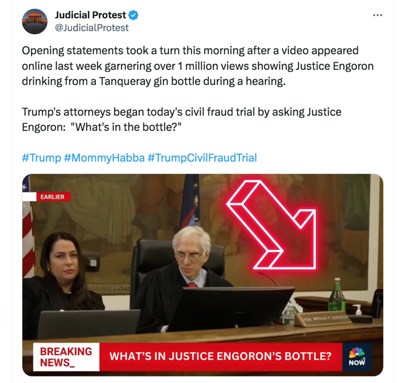 Judicial Protest
@JudicialProtest
Opening statements took a turn this morning after a video appeared
online last week garnering over 1 million views showing Justice Engoron
drinking from a Tanqueray gin bottle during a hearing.
Trump's attorneys began today's civil fraud trial by asking Justice
Engoron: "What's in the bottle?"
#Trump #MommyHabba #TrumpCivilFraudTrial
EARLIER
BREAKING
NEWS_
WHAT'S IN JUSTICE ENGORON'S BOTTLE?
NOW